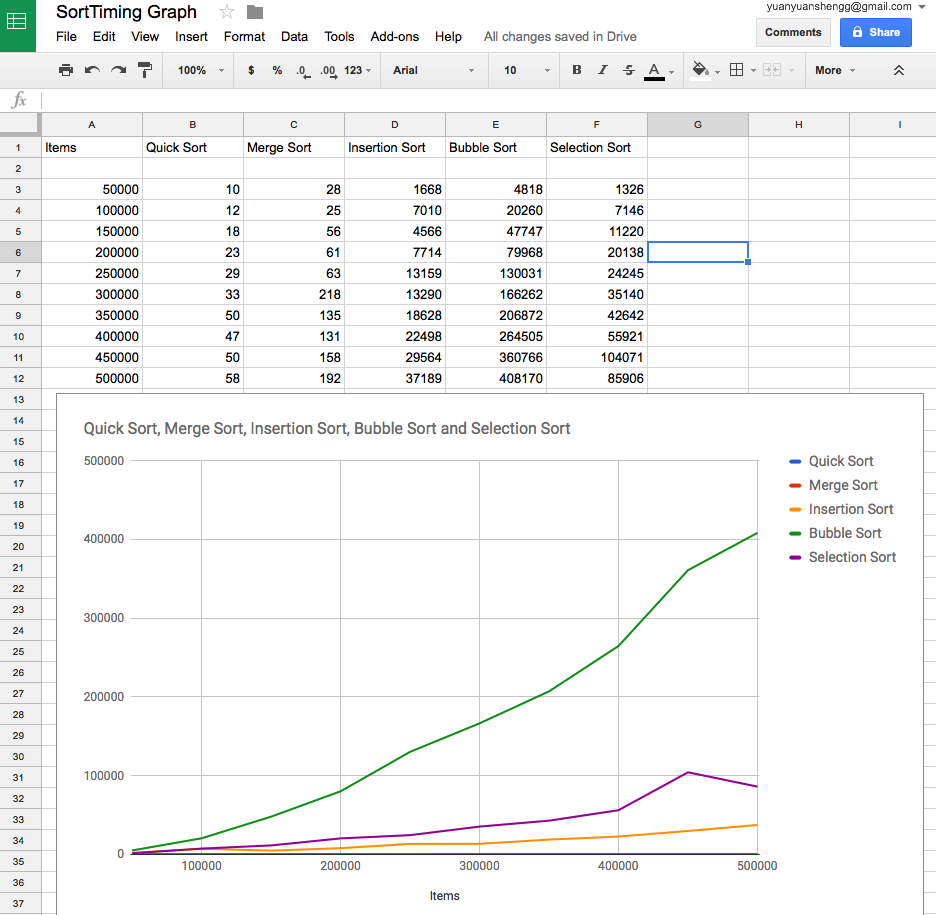 SortTiming Graph
yuanyuanshengg@gmail.com
File Edit View Insert Format Data Tools Add-ons Help All changes saved in Drive
Comments Share
100% $ % .0 .00 123 Arial 10 B I S A More
fx
A B C D E F G H I
1 Items Quick Sort Merge Sort Insertion Sort Bubble Sort Selection Sort
2
3 50000 10 28 1668 4818 1326
4 100000 12 25 7010 20260 7146
5 150000 18 56 4566 47747 11220
6 200000 23 61 7714 79968 20138
7 250000 29 63 13159 130031 24245
8 300000 33 218 13290 166262 35140
9 350000 50 135 18628 206872 42642
10 400000 47 131 22498 264505 55921
11 450000 50 158 29564 360766 104071
12 500000 58 192 37189 408170 85906
13
14
15
16
17
18
19
20
21
22
23
24
25
26
27
28
29
30
31
32
33
34
35
36
37
Quick Sort, Merge Sort, Insertion Sort, Bubble Sort and Selection Sort
500000
400000
300000
200000
100000
0
100000 200000 300000 400000 500000
Items
Quick Sort
Merge Sort
Insertion Sort
Bubble Sort
Selection Sort